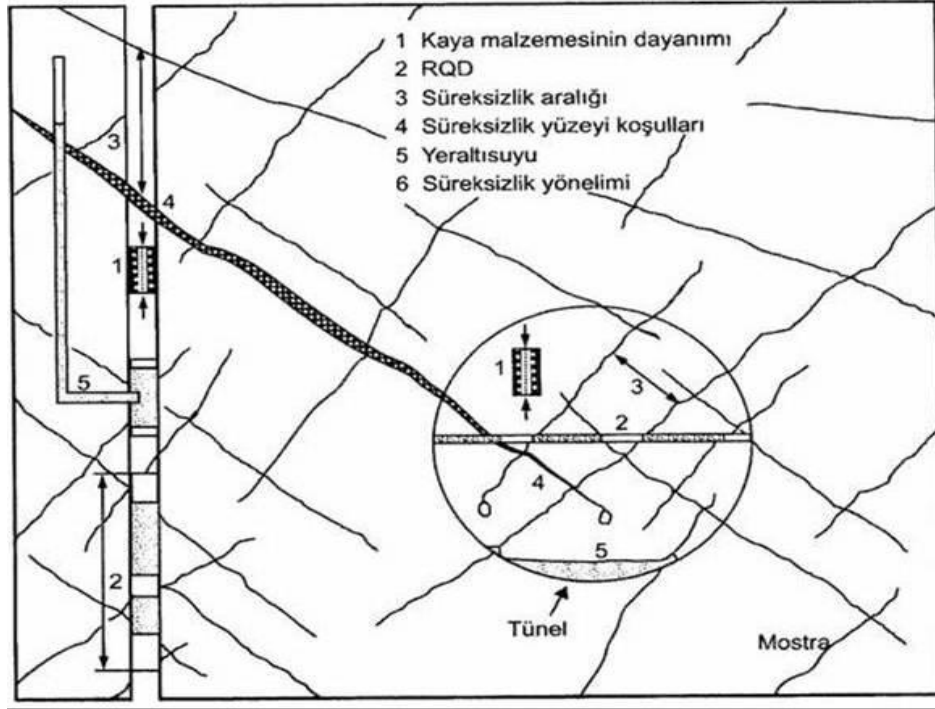 1 Kaya malzemesinin dayanımı
2 RQD
3 Süreksizlik aralığı
4 Süreksizlik yüzeyi koşulları
5 Yeraltısuyu
6 Süreksizlik yönelimi
3
4
1
5
2
1
3
2
4
5
Tünel
Mostra